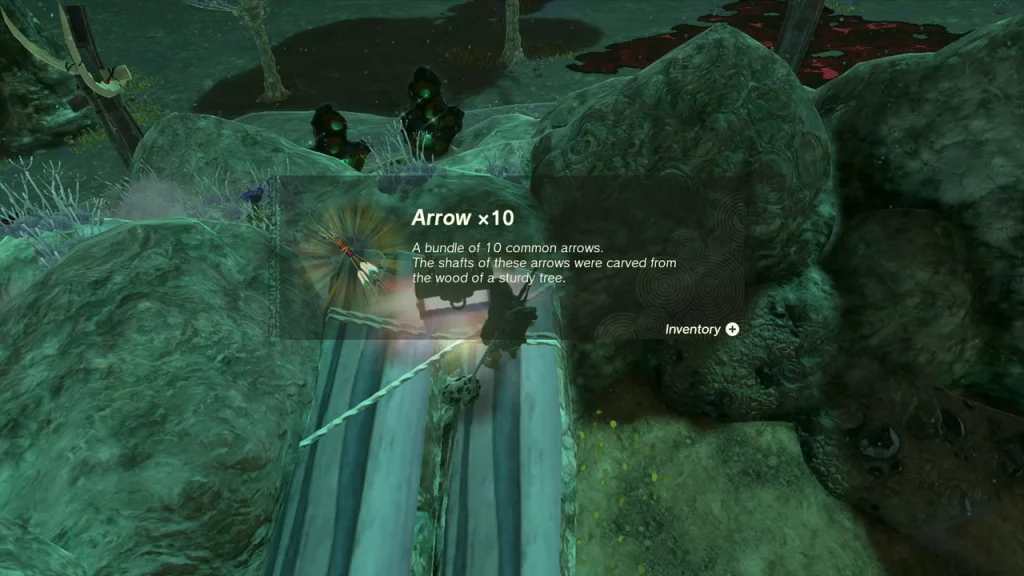 Arrow ×10
A bundle of 10 common arrows.
The shafts of these arrows were carved from
the wood of a sturdy tree.
Inventory